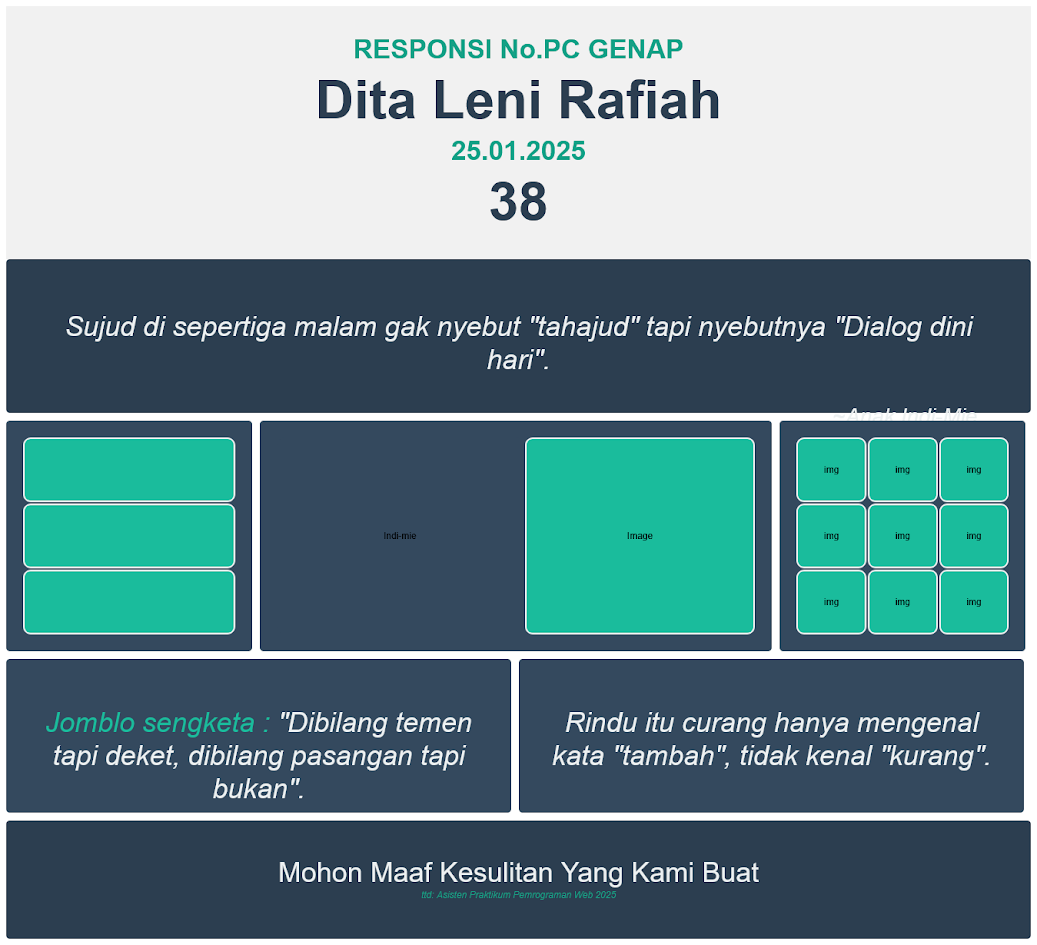 RESPONSI No.PC GENAP
Dita Leni Rafiah
25.01.2025
38
Sujud di sepertiga malam gak nyebut "tahajud" tapi nyebutnya "Dialog dini
hari".
~Anak Indi-Mie
Indi-mie
Image
img img img
img img img
img img img
Jomblo sengketa : "Dibilang temen
tapi deket, dibilang pasangan tapi
bukan".
Rindu itu curang hanya mengenal
kata "tambah", tidak kenal "kurang".
Mohon Maaf Kesulitan Yang Kami Buat
ttd: Asisten Praktikum Pemrograman Web 2025